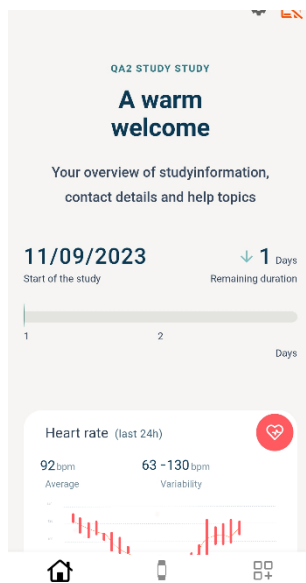 QA2 STUDY STUDY
A warm
welcome
Your overview of studyinformation,
contact details and help topics
11/09/2023
↓ 1 Days
Start of the study
Remaining duration
1 2
Days
Heart rate (last 24h)
92 bpm
63 - 130 bpm
Average
Variability